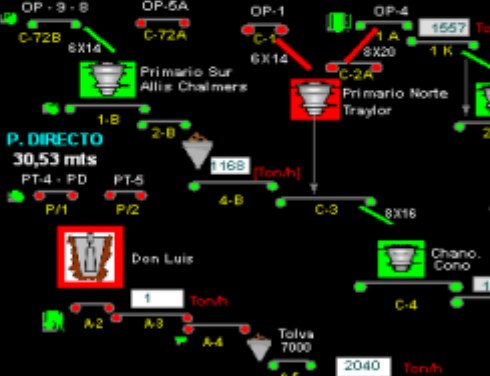 OP - 9 - 8
OP-5A
OP-1
OP-4
1557
C-72B
C-72A
C-1
1 A
1 K
6X14
6X14
8X20
C-2A
Primario Sur
Allis Chalmers
Primario Norte
Traylor
1-B
2-B
P. DIRECTO
30,53 mts
1168
(Ton/h)
PT-4 - PD
PT-5
P/1
P/2
4-B
C-3
8X16
Don Luis
Chano.
Cono
C-4
1
Ton/h
A-2
A-3
A-4
Tolva
7000
2040
Ton/h